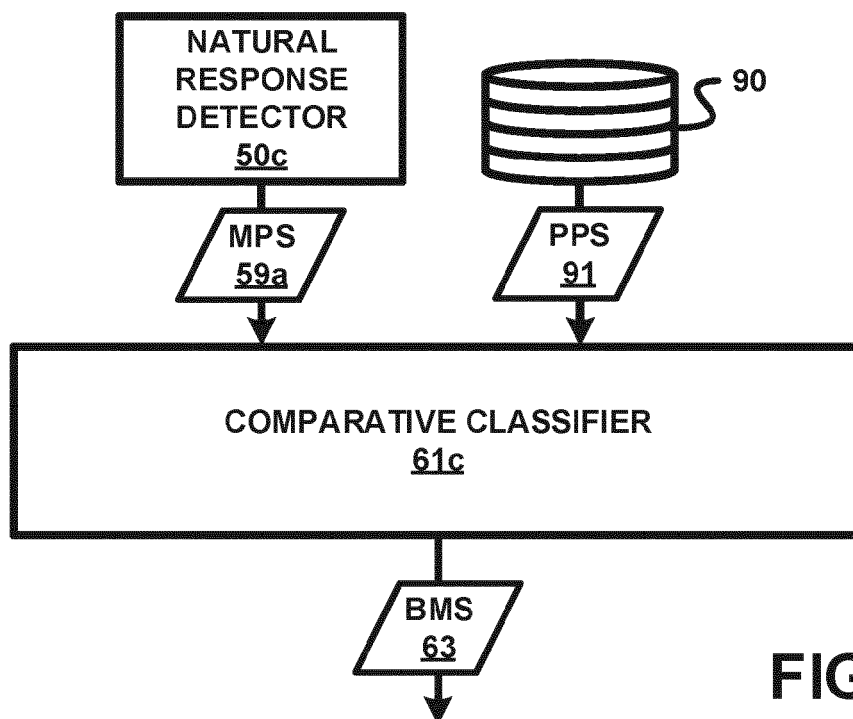 NATURAL
RESPONSE
DETECTOR
50c
90
MPS
59a
PPS
91
COMPARATIVE CLASSIFIER
61c
BMS
63
FIG